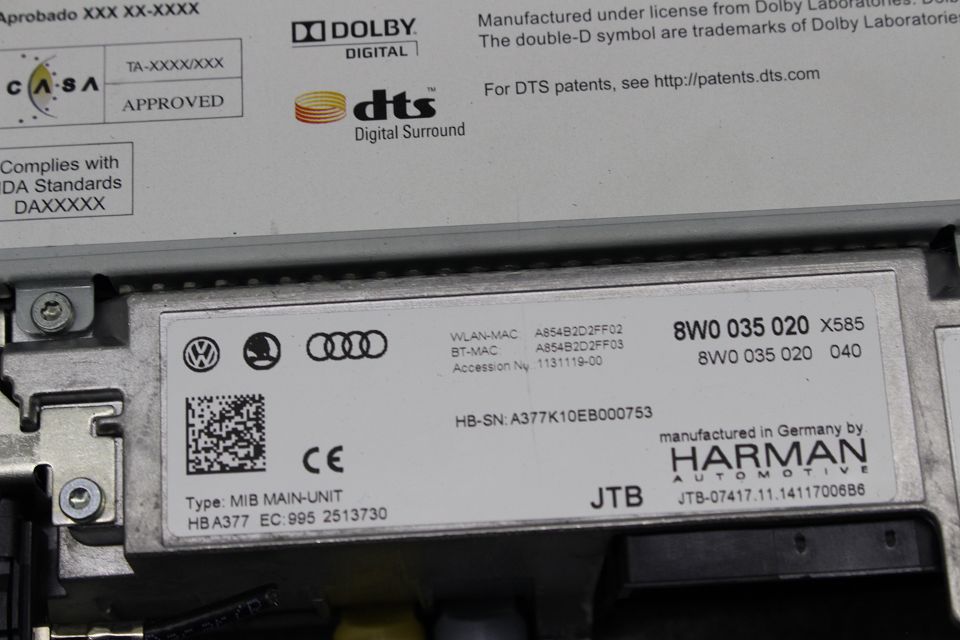 Aprobado XXX XX-XXXX
C A S A
TA-XXXX/XXX
APPROVED
Complies with
IDA Standards
DAXXXXX
DOLBY
DIGITAL
dts™
Digital Surround
Manufactured under license from Dolby Laboratories.
The double-D symbol are trademarks of Dolby Laboratories
For DTS patents, see http://patents.dts.com
WLAN-MAC: A854B2D2FF02
BT-MAC: A854B2D2FF03
Accession No 1131119-00
8W0 035 020 X585
8W0 035 020 040
HB-SN: A377K10EB000753
manufactured in Germany by
HARMAN
AUTOMOTIVE
CE
Type: MIB MAIN-UNIT
HB A377 EC: 995 2513730
JTB
JTB-07417.11.14117006B6